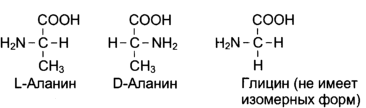 COOH COOH COOH
H₂N–C–H H–C–NH₂ H₂N–C–H
CH₃ CH₃ H
L-Аланин D-Аланин Глицин (не имеет
изомерных форм)